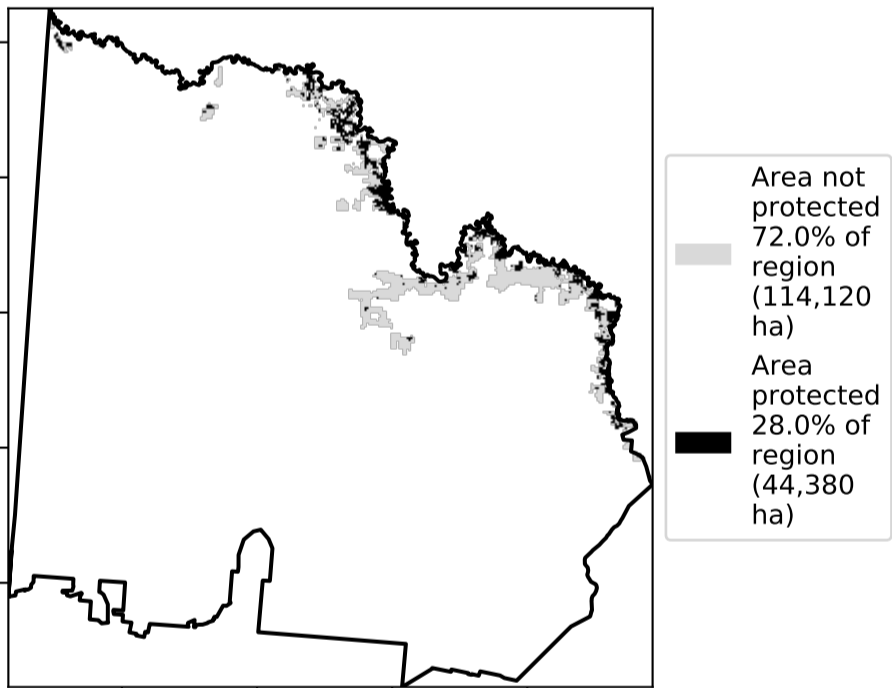 Area not
protected
72.0% of
region
(114,120
ha)
Area
protected
28.0% of
region
(44,380
ha)